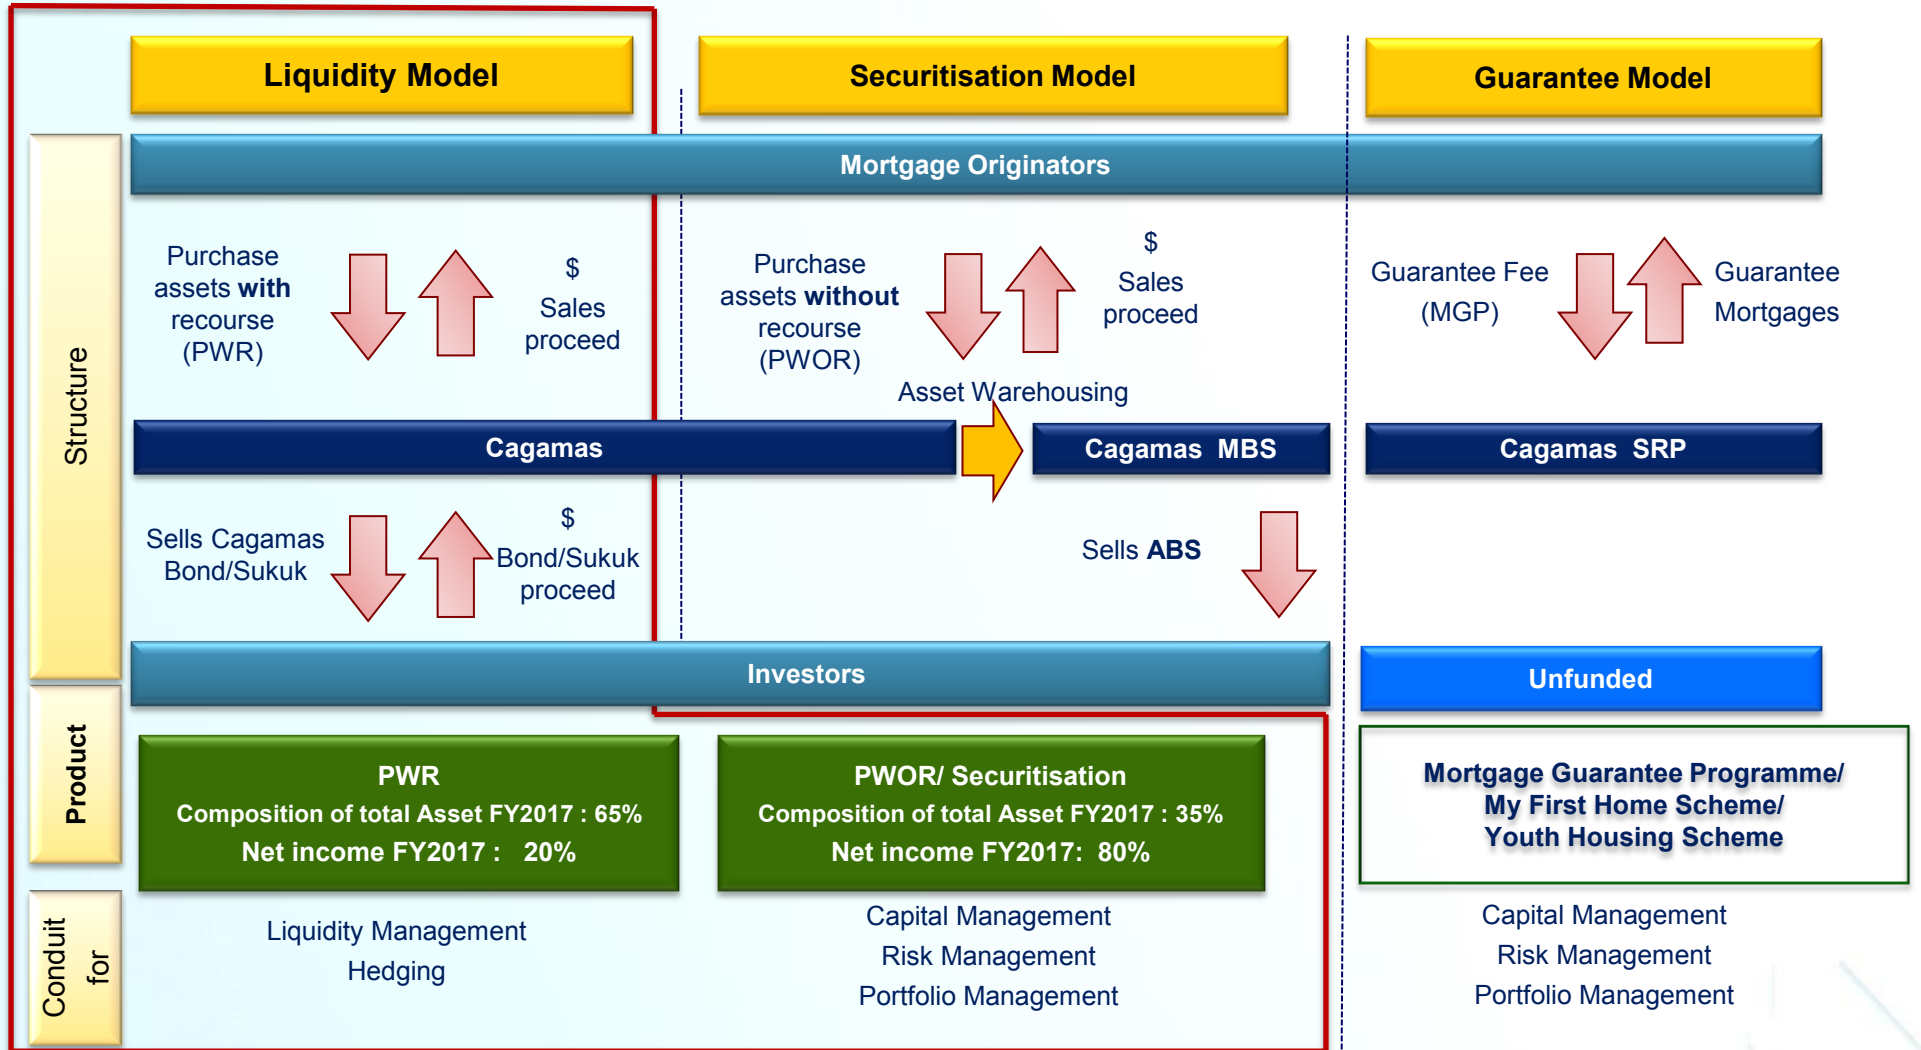 Liquidity Model
Securitisation Model
Guarantee Model
Structure
Mortgage Originators
Purchase
assets with
recourse
(PWR)
$
Sales
proceed
Purchase
assets without
recourse
(PWOR)
$
Sales
proceed
Guarantee Fee
(MGP)
Guarantee
Mortgages
Asset Warehousing
Cagamas
Cagamas MBS
Cagamas SRP
Sells Cagamas
Bond/Sukuk
$
Bond/Sukuk
proceed
Sells ABS
Investors
Unfunded
Product
PWR
Composition of total Asset FY2017 : 65%
Net income FY2017 : 20%
PWOR/ Securitisation
Composition of total Asset FY2017 : 35%
Net income FY2017: 80%
Mortgage Guarantee Programme/
My First Home Scheme/
Youth Housing Scheme
Conduit
for
Liquidity Management
Hedging
Capital Management
Risk Management
Portfolio Management
Capital Management
Risk Management
Portfolio Management